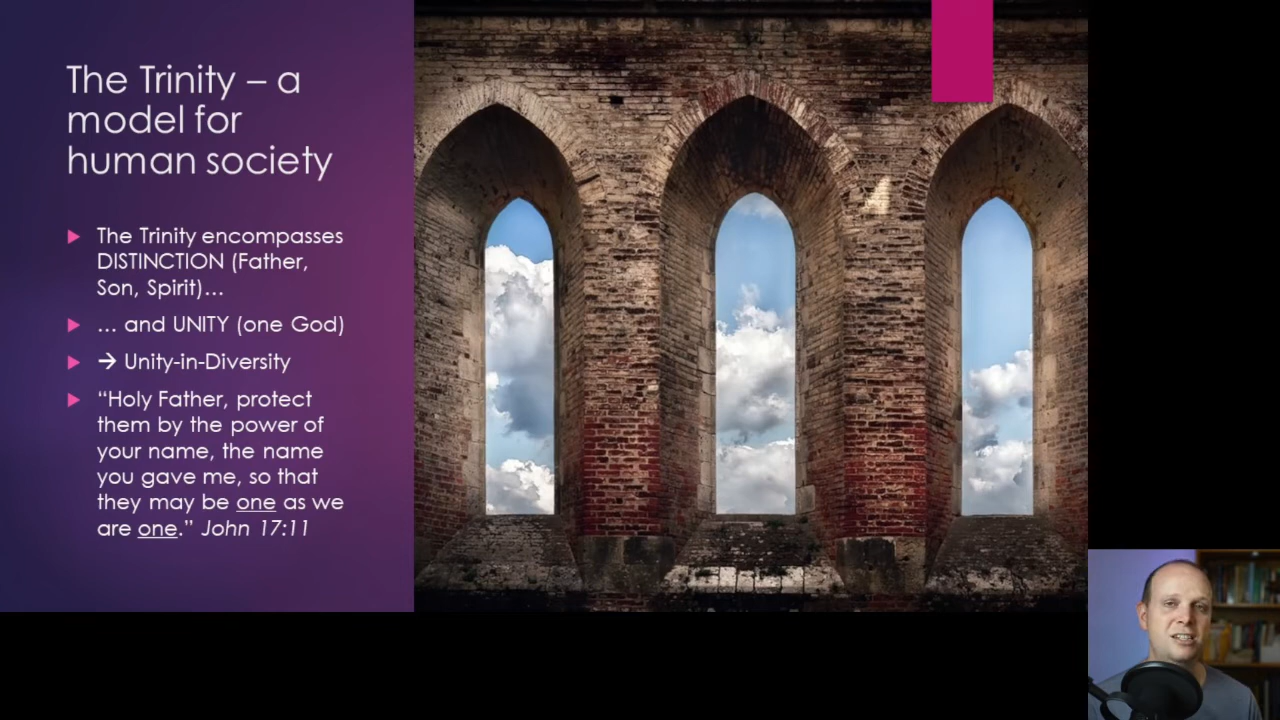 The Trinity – a
model for
human society
The Trinity encompasses
DISTINCTION (Father,
Son, Spirit)…
… and UNITY (one God)
→ Unity-in-Diversity
“Holy Father, protect
them by the power of
your name, the name
you gave me, so that
they may be one as we
are one.” John 17:11